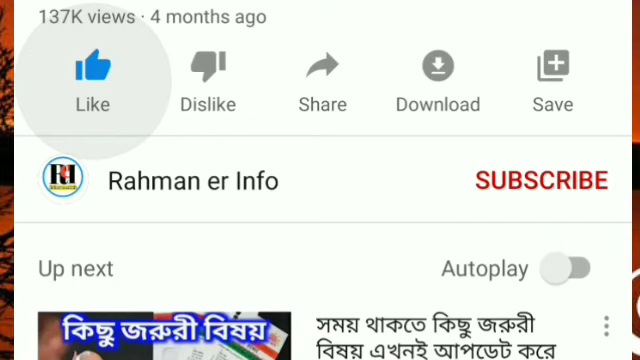 137K views · 4 months ago
Like Dislike Share Download Save
Rahman er Info SUBSCRIBE
Up next Autoplay
কিছু জরুরী বিষয়
সময় থাকতে কিছু জরুরী
বিষয় এখনই আপডেট করে